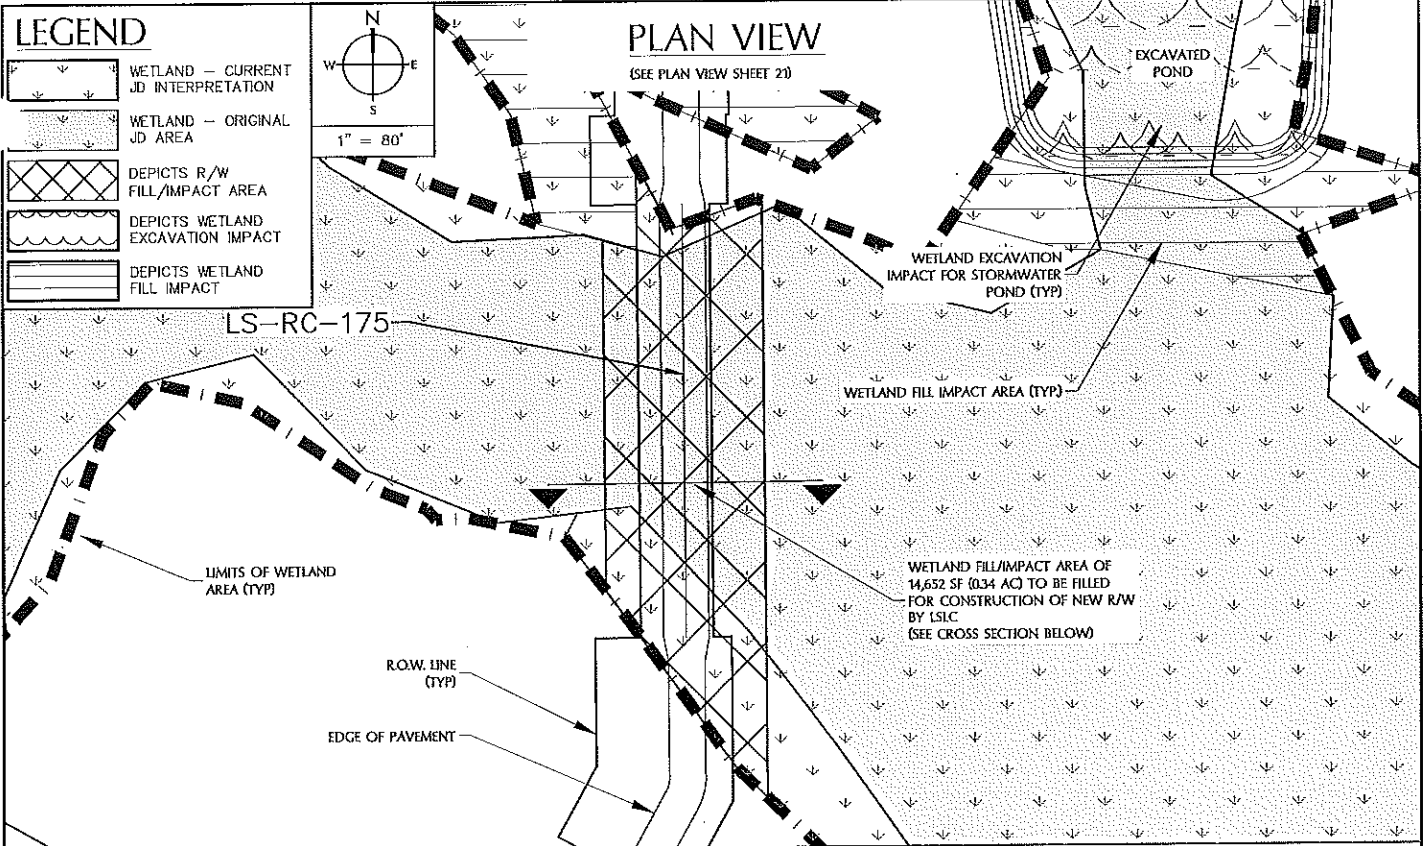 LEGEND
WETLAND – CURRENT
JD INTERPRETATION
WETLAND – ORIGINAL
JD AREA
DEPICTS R/W
FILL/IMPACT AREA
DEPICTS WETLAND
EXCAVATION IMPACT
DEPICTS WETLAND
FILL IMPACT
N
W
E
S
1" = 80'
PLAN VIEW
(SEE PLAN VIEW SHEET 21)
EXCAVATED
POND
WETLAND EXCAVATION
IMPACT FOR STORMWATER
POND (TYP)
LS-RC-175
WETLAND FILL IMPACT AREA (TYP.)
LIMITS OF WETLAND
AREA (TYP)
WETLAND FILL/IMPACT AREA OF
14,652 SF (0.34 AC) TO BE FILLED
FOR CONSTRUCTION OF NEW R/W
BY LSLC
(SEE CROSS SECTION BELOW)
R.O.W. LINE
(TYP)
EDGE OF PAVEMENT